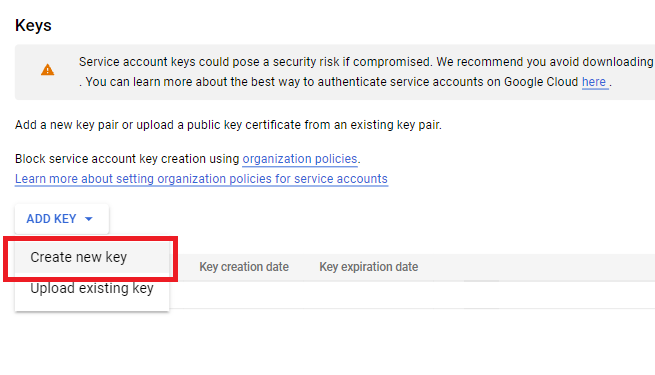 Keys
Service account keys could pose a security risk if compromised. We recommend you avoid downloading
. You can learn more about the best way to authenticate service accounts on Google Cloud here .
Add a new key pair or upload a public key certificate from an existing key pair.
Block service account key creation using organization policies.
Learn more about setting organization policies for service accounts
ADD KEY
Create new key
Key creation date Key expiration date
Upload existing key